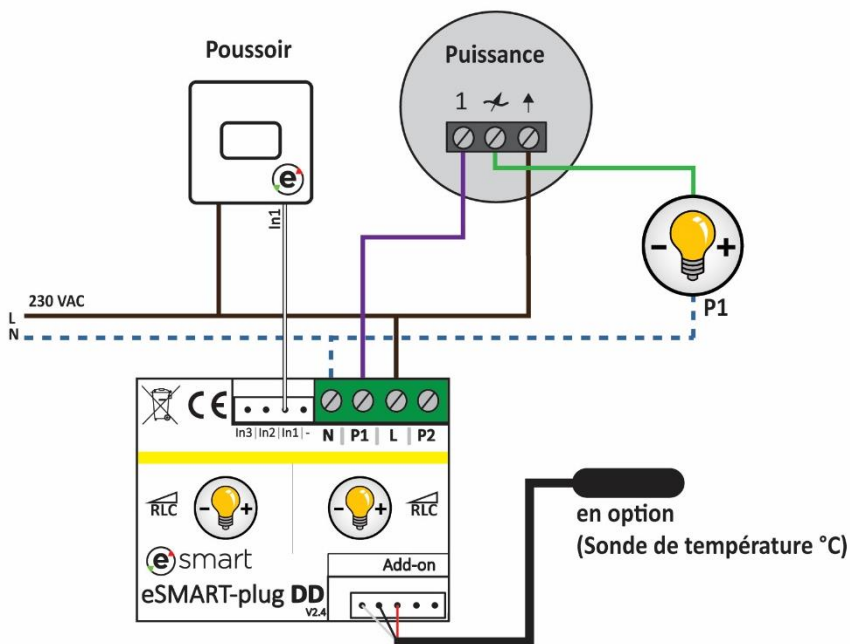 Poussoir
Puissance
1
In1
230 VAC
L
N
- +
P1
CE
In3 | In2 | In1 | -
N | P1 | L | P2
RLC
- +
- +
RLC
en option
(Sonde de température °C)
e smart
Add-on
eSMART-plug DD
V2.4
e